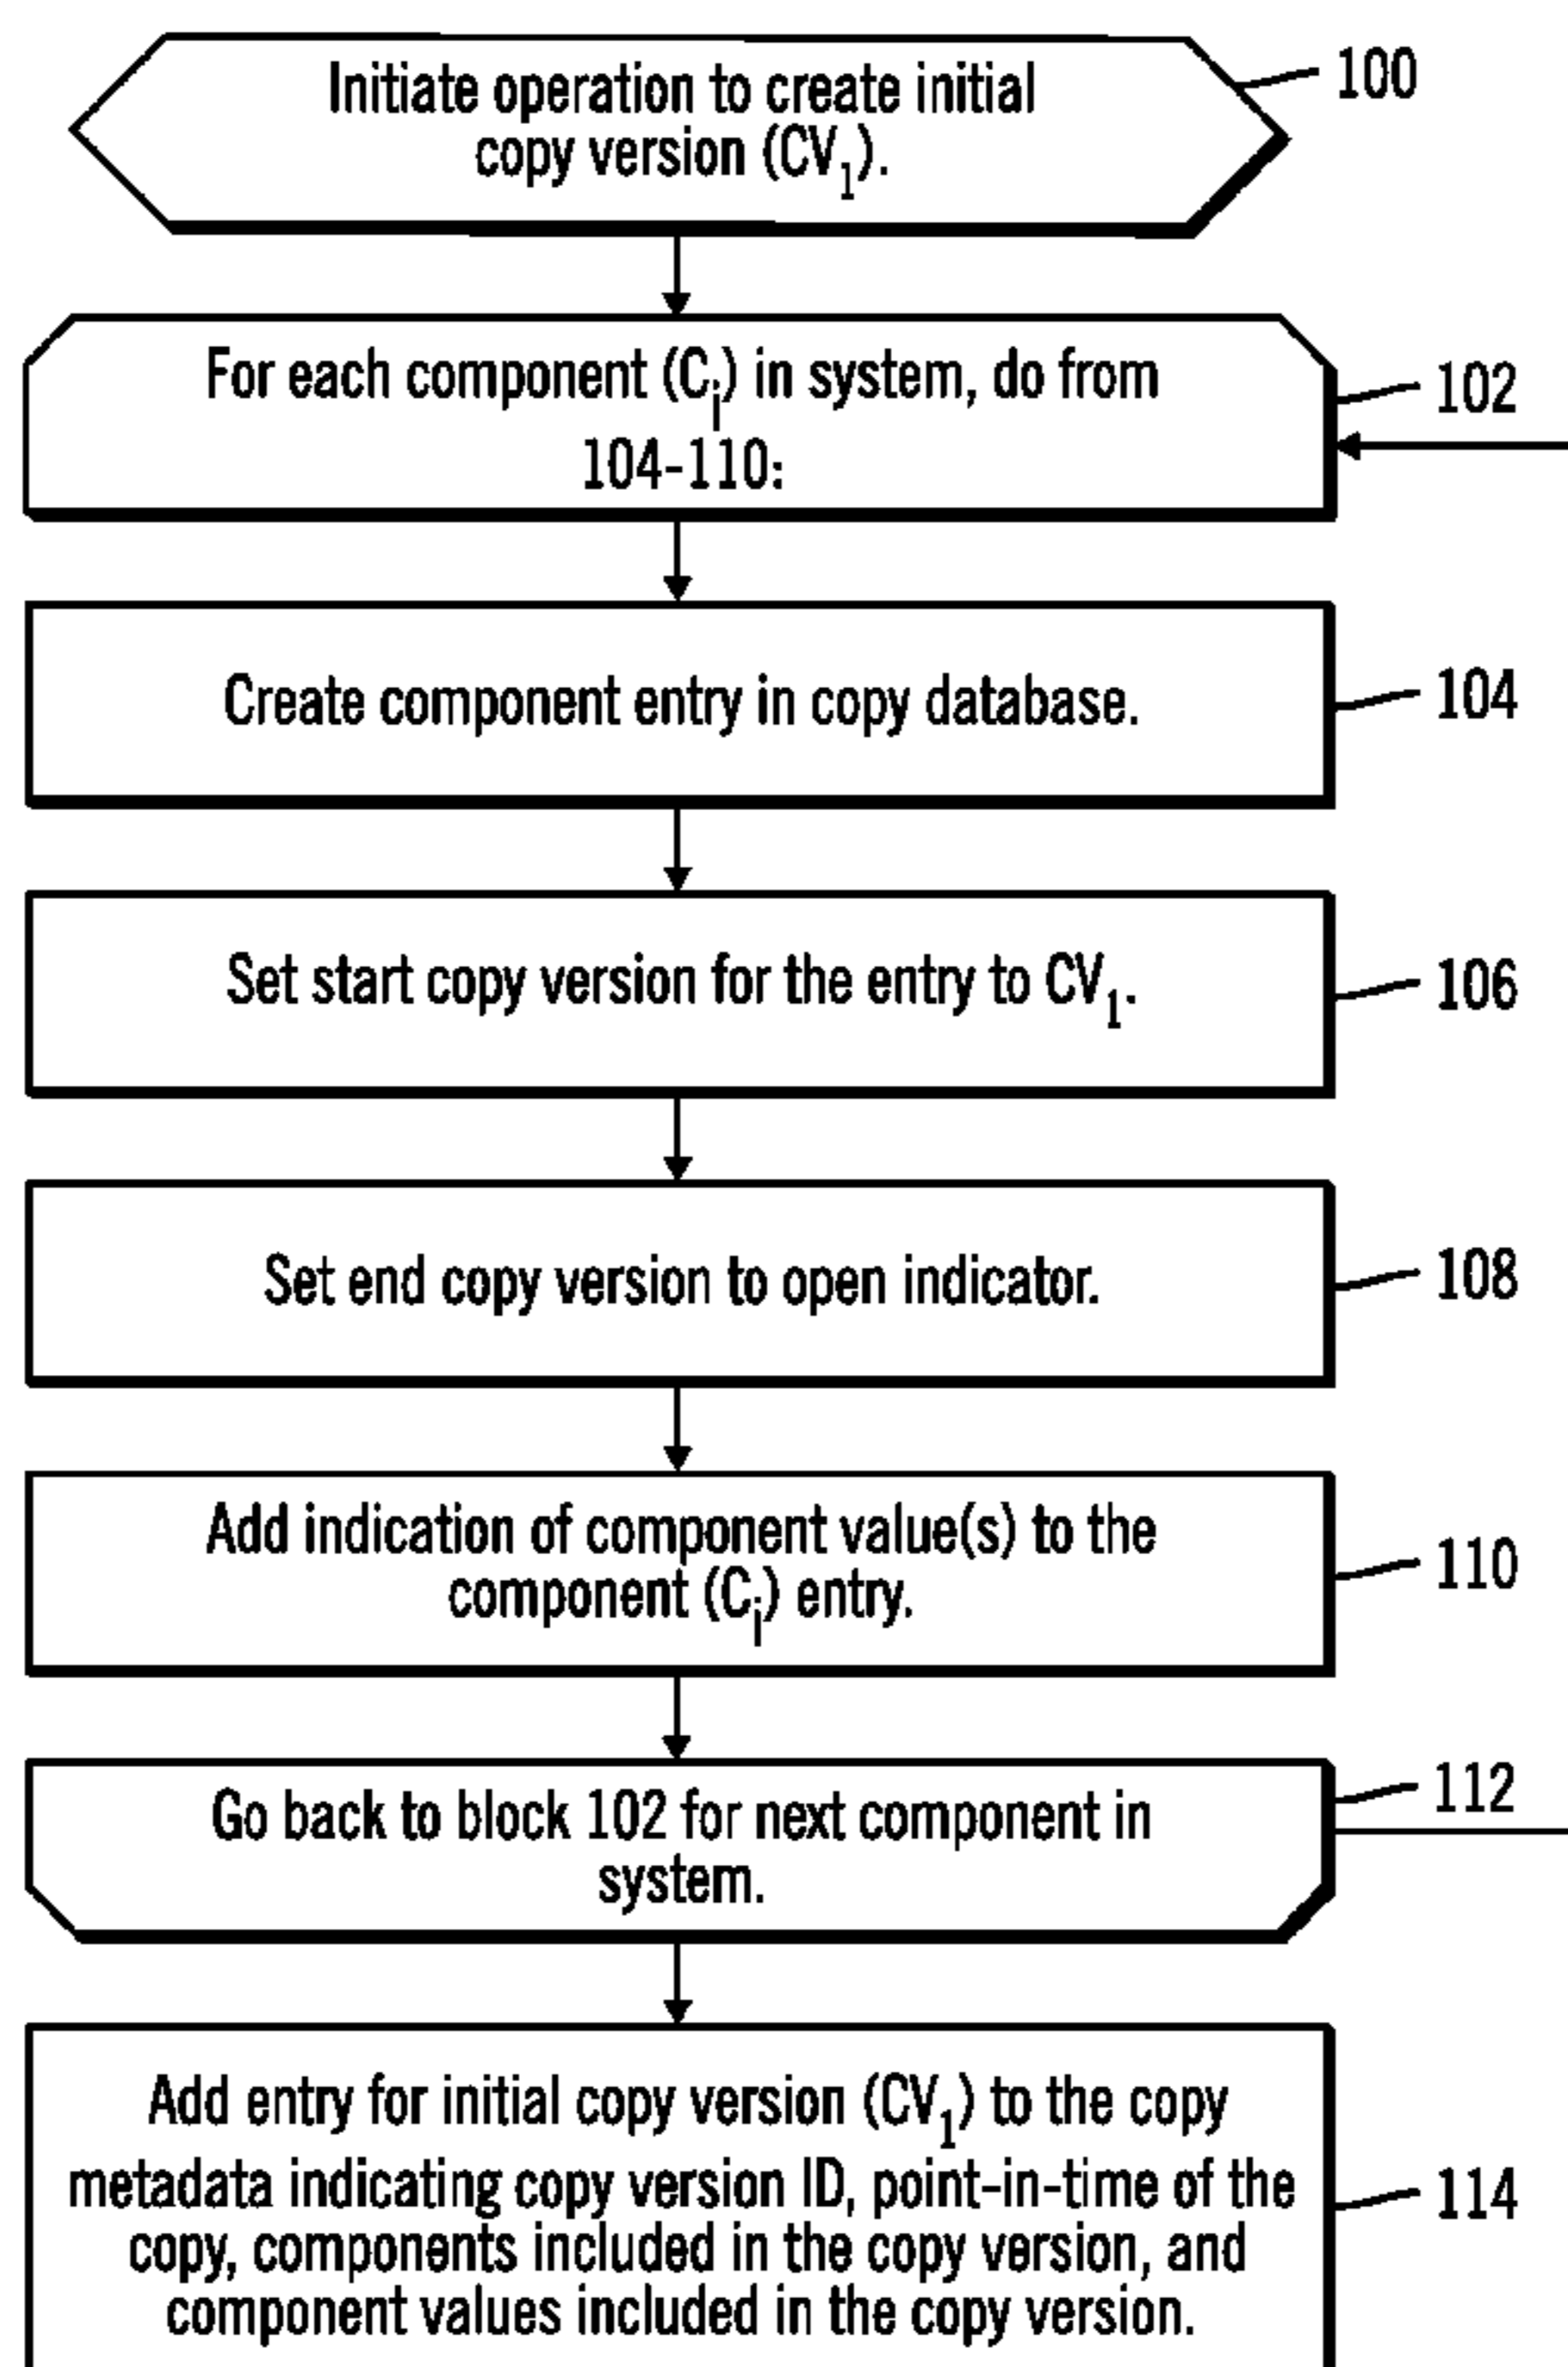 Initiate operation to create initial
copy version (CV₁).
100
For each component (Cᵢ) in system, do from
104-110:
102
Create component entry in copy database.
104
Set start copy version for the entry to CV₁.
106
Set end copy version to open indicator.
108
Add indication of component value(s) to the
component (Cᵢ) entry.
110
Go back to block 102 for next component in
system.
112
Add entry for initial copy version (CV₁) to the copy
metadata indicating copy version ID, point-in-time of the
copy, components included in the copy version, and
component values included in the copy version.
114